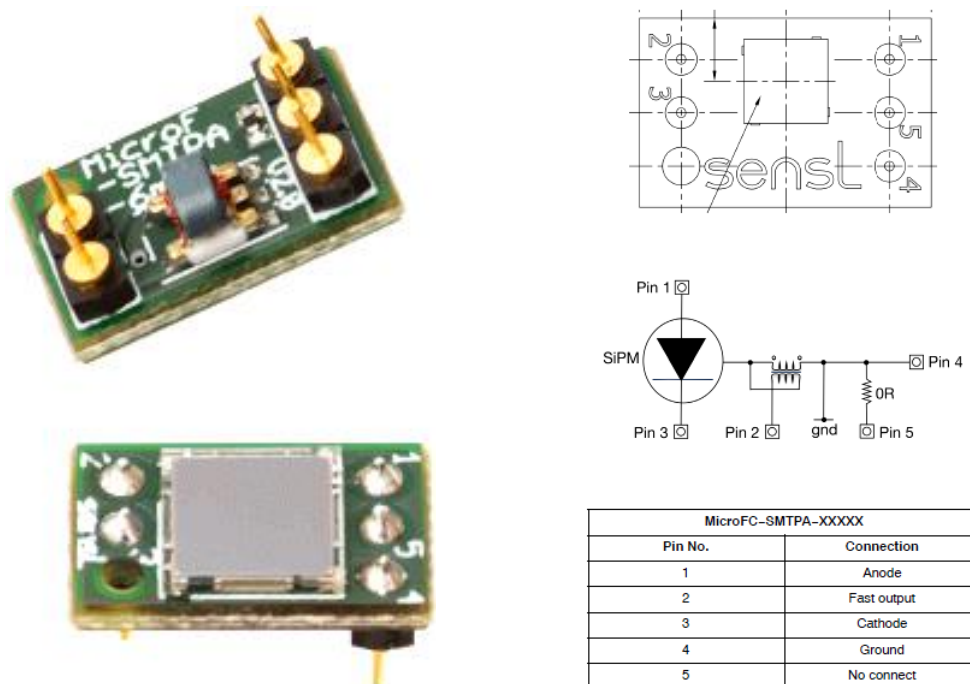 MicroF
-SMTPA
2
1
3
5
sensL
4
Pin 1
SiPM
Pin 4
0R
Pin 3
Pin 2
gnd
Pin 5
1
5
MicroFC-SMTPA-XXXXX
Pin No.
Connection
1
Anode
2
Fast output
3
Cathode
4
Ground
5
No connect